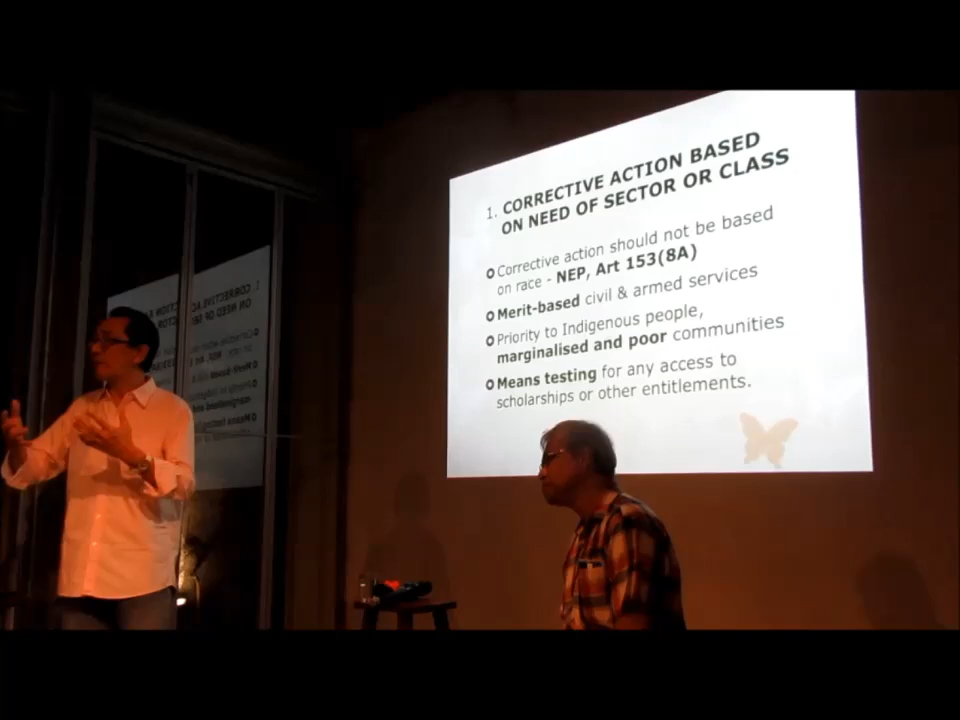 1. CORRECTIVE ACTION BASED
ON NEED OF SECTOR OR CLASS
Corrective action should not be based
on race - NEP, Art 153(8A)
Merit-based civil & armed services
Priority to Indigenous people,
marginalised and poor communities
Means testing for any access to
scholarships or other entitlements.